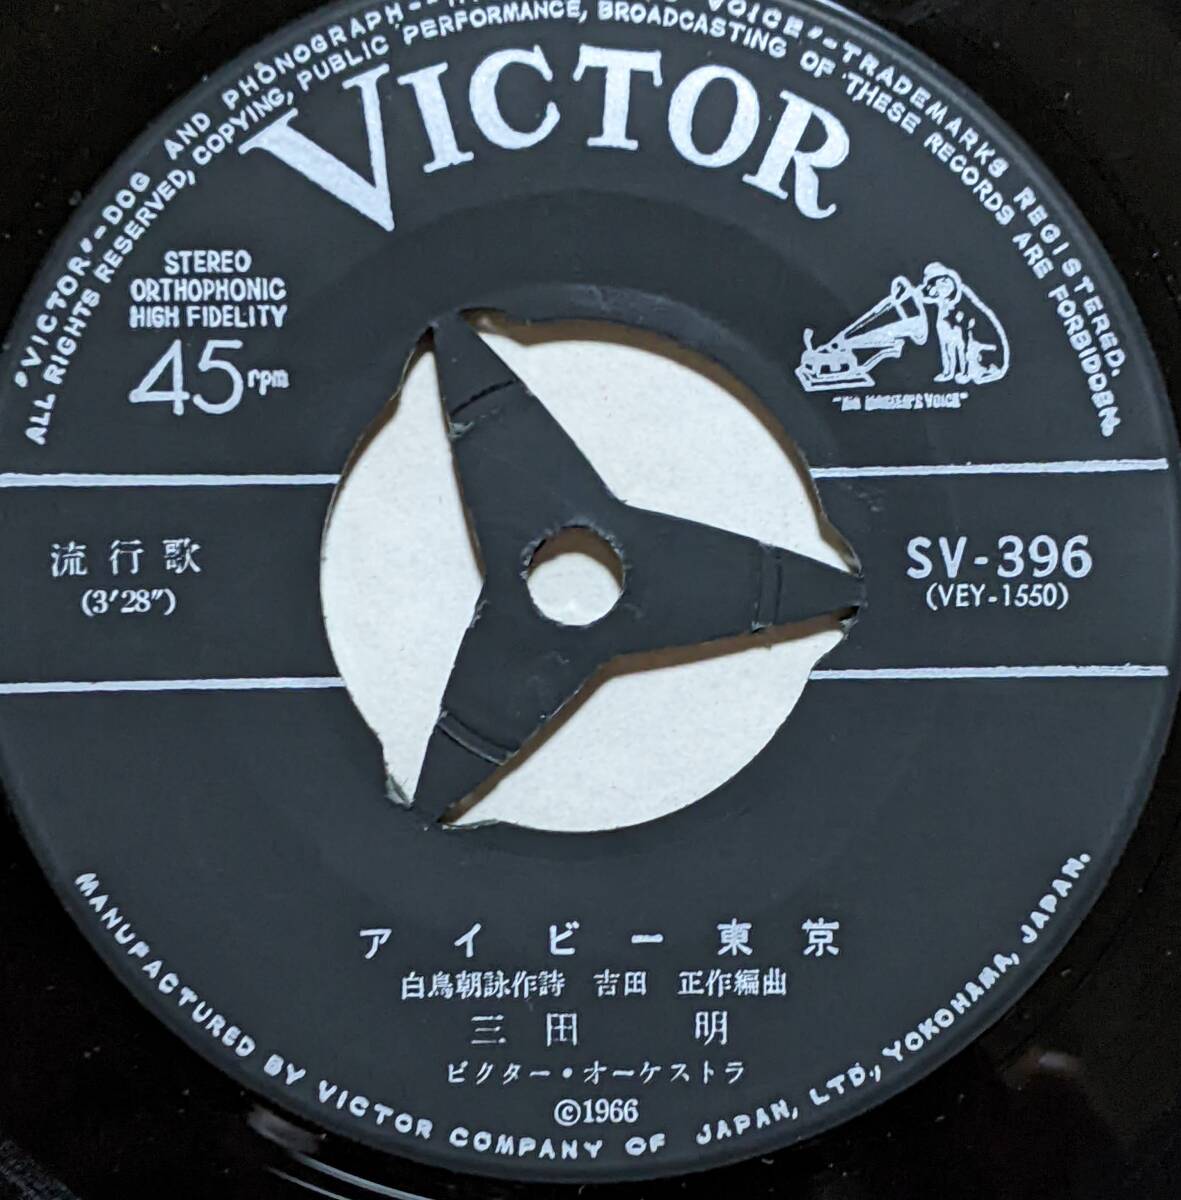 "VICTOR"-DOG AND PHONOGRAPH- VOICE"-TRADEMARKS REGISTERED.
ALL RIGHTS RESERVED, COPYING, PUBLIC PERFORMANCE, BROADCASTING OF THESE RECORDS ARE FORBIDDEN.
VICTOR
STEREO
ORTHOPHONIC
HIGH FIDELITY
45rpm
"HIS MASTER'S VOICE"
流行歌
(3'28")
SV-396
(VEY-1550)
アイビー東京
白鳥朝詠作詩 吉田 正作編曲
三田 明
ビクター・オーケストラ
©1966
MANUFACTURED BY VICTOR COMPANY OF JAPAN, LTD., YOKOHAMA, JAPAN.